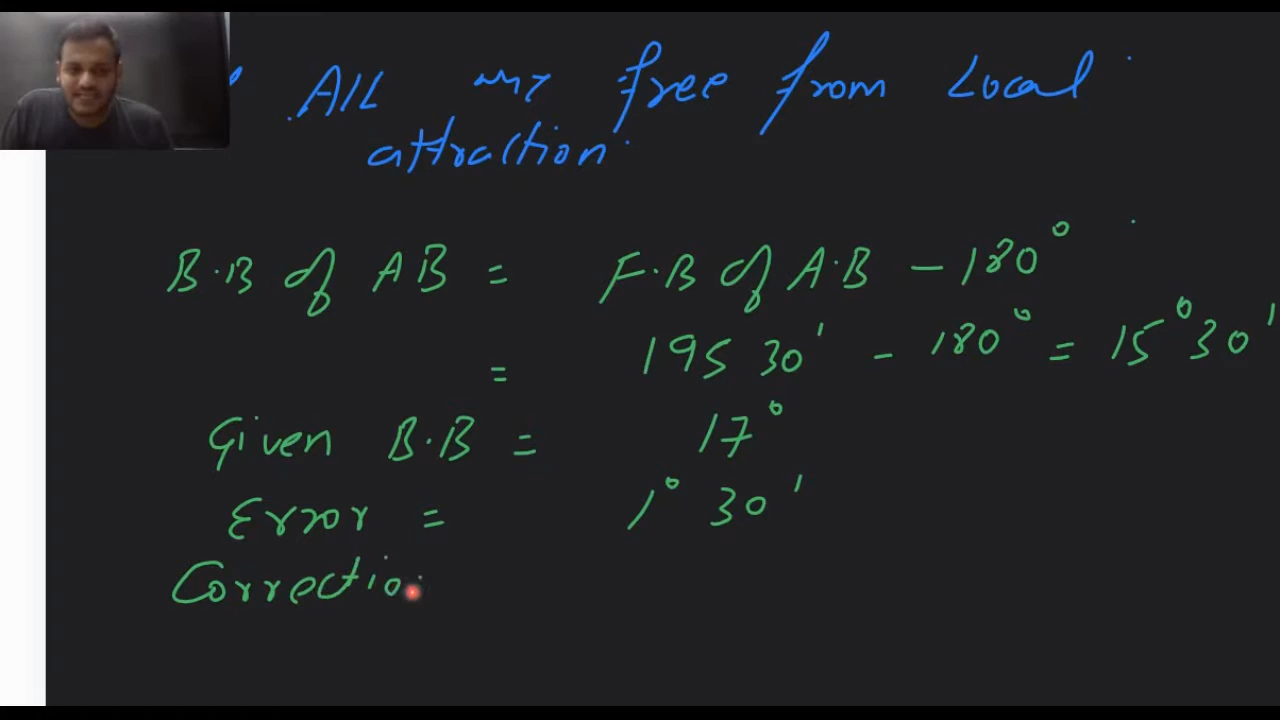 A/L are free from Local
attraction.
B.B of AB = F.B of A.B - 180°
= 195 30' - 180° = 15° 30'
Given B.B = 17°
Error = 1° 30'
Correctio